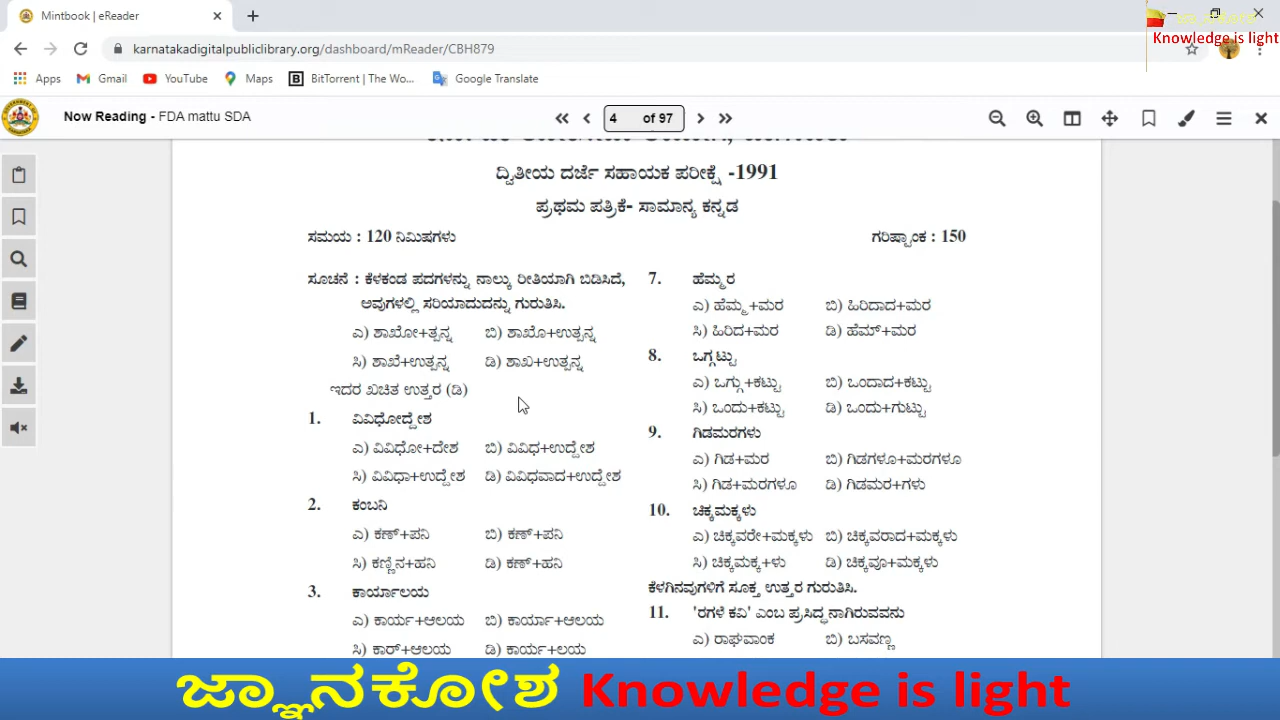 Mintbook | eReader
ಜ್ಞಾನಕೋಶ
Knowledge is light
karnatakadigitalpubliclibrary.org/dashboard/mReader/CBH879
Apps Gmail YouTube Maps BitTorrent | The Wo... Google Translate
Now Reading - FDA mattu SDA
4 of 97
ದ್ವಿತೀಯ ದರ್ಜೆ ಸಹಾಯಕ ಪರೀಕ್ಷೆ -1991
ಪ್ರಥಮ ಪತ್ರಿಕೆ- ಸಾಮಾನ್ಯ ಕನ್ನಡ
ಸಮಯ : 120 ನಿಮಿಷಗಳು
ಗರಿಷ್ಠಾಂಕ : 150
ಸೂಚನೆ : ಕೆಳಕಂಡ ಪದಗಳನ್ನು ನಾಲ್ಕು ರೀತಿಯಾಗಿ ಬಿಡಿಸಿದೆ,
ಅವುಗಳಲ್ಲಿ ಸರಿಯಾದುದನ್ನು ಗುರುತಿಸಿ.
ಎ) ಶಾಖೋ+ತ್ಪನ್ನ ಬಿ) ಶಾಖೊ+ಉತ್ಪನ್ನ
ಸಿ) ಶಾಖೆ+ಉತ್ಪನ್ನ ಡಿ) ಶಾಖ+ಉತ್ಪನ್ನ
ಇದರ ಖಚಿತ ಉತ್ತರ (ಡಿ)
1. ವಿವಿಧೋದ್ದೇಶ
ಎ) ವಿವಿಧೋ+ದೇಶ ಬಿ) ವಿವಿಧ+ಉದ್ದೇಶ
ಸಿ) ವಿವಿಧಾ+ಉದ್ದೇಶ ಡಿ) ವಿವಿಧವಾದ+ಉದ್ದೇಶ
2. ಕಂಬನಿ
ಎ) ಕಣ್+ಪನಿ ಬಿ) ಕಣ್+ಪನಿ
ಸಿ) ಕಣ್ಣಿನ+ಹನಿ ಡಿ) ಕಣ್+ಹನಿ
3. ಕಾರ್ಯಾಲಯ
ಎ) ಕಾರ್ಯ+ಆಲಯ ಬಿ) ಕಾರ್ಯಾ+ಆಲಯ
ಸಿ) ಕಾರ್+ಆಲಯ ಡಿ) ಕಾರ್ಯ+ಲಯ
7. ಹೆಮ್ಮರ
ಎ) ಹೆಮ್ಮ+ಮರ ಬಿ) ಹಿರಿದಾದ+ಮರ
ಸಿ) ಹಿರಿದ+ಮರ ಡಿ) ಹೆಮ್+ಮರ
8. ಒಗ್ಗಟ್ಟು
ಎ) ಒಗ್ಗು+ಕಟ್ಟು ಬಿ) ಒಂದಾದ+ಕಟ್ಟು
ಸಿ) ಒಂದು+ಕಟ್ಟು ಡಿ) ಒಂದು+ಗುಟ್ಟು
9. ಗಿಡಮರಗಳು
ಎ) ಗಿಡ+ಮರ ಬಿ) ಗಿಡಗಳೂ+ಮರಗಳೂ
ಸಿ) ಗಿಡ+ಮರಗಳೂ ಡಿ) ಗಿಡಮರ+ಗಳು
10. ಚಿಕ್ಕಮಕ್ಕಳು
ಎ) ಚಿಕ್ಕವರೇ+ಮಕ್ಕಳು ಬಿ) ಚಿಕ್ಕವರಾದ+ಮಕ್ಕಳು
ಸಿ) ಚಿಕ್ಕಮಕ್ಕ+ಳು ಡಿ) ಚಿಕ್ಕವೂ+ಮಕ್ಕಳು
ಕೆಳಗಿನವುಗಳಿಗೆ ಸೂಕ್ತ ಉತ್ತರ ಗುರುತಿಸಿ.
11. 'ರಗಳೆ ಕವಿ' ಎಂಬ ಪ್ರಸಿದ್ಧನಾಗಿರುವವನು
ಎ) ರಾಘವಾಂಕ ಬಿ) ಬಸವಣ್ಣ
ಜ್ಞಾನಕೋಶ Knowledge is light